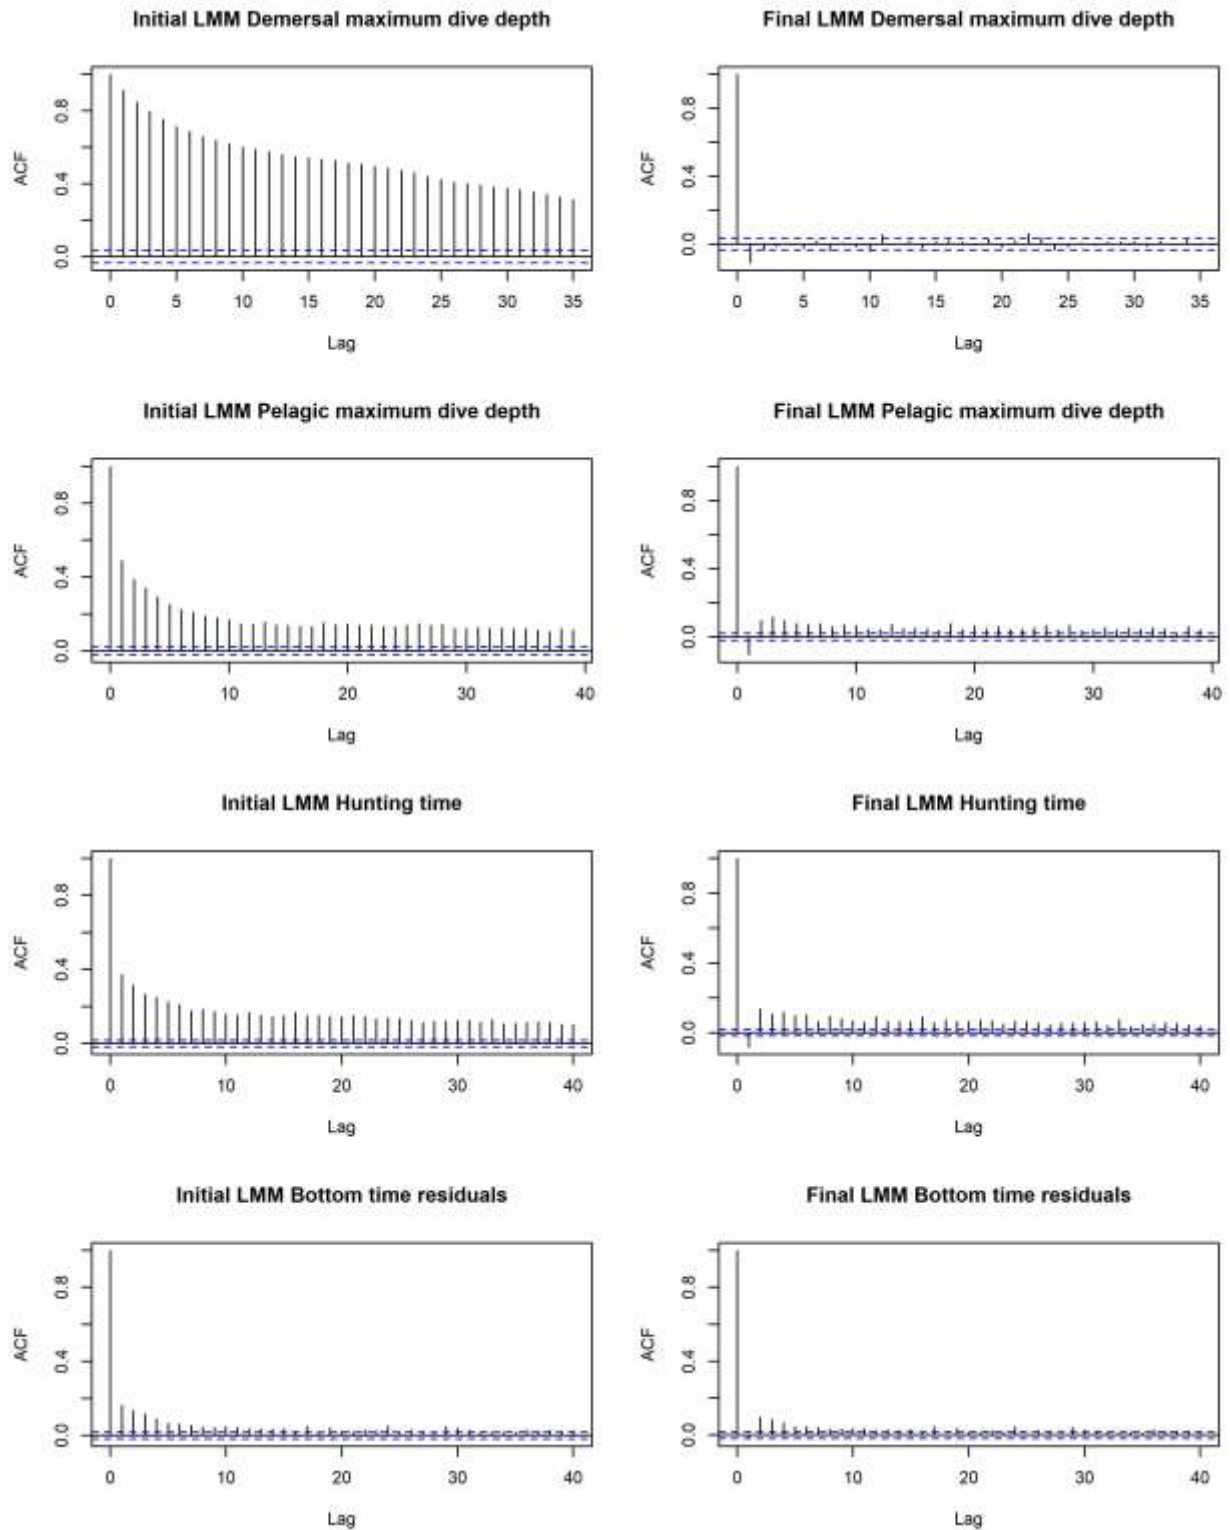 Initial LMM Demersal maximum dive depth
ACF
0.0 0.4 0.8
0 5 10 15 20 25 30 35
Lag
Final LMM Demersal maximum dive depth
ACF
0.0 0.4 0.8
0 5 10 15 20 25 30 35
Lag
Initial LMM Pelagic maximum dive depth
ACF
0.0 0.4 0.8
0 10 20 30 40
Lag
Final LMM Pelagic maximum dive depth
ACF
0.0 0.4 0.8
0 10 20 30 40
Lag
Initial LMM Hunting time
ACF
0.0 0.4 0.8
0 10 20 30 40
Lag
Final LMM Hunting time
ACF
0.0 0.4 0.8
0 10 20 30 40
Lag
Initial LMM Bottom time residuals
ACF
0.0 0.4 0.8
0 10 20 30 40
Lag
Final LMM Bottom time residuals
ACF
0.0 0.4 0.8
0 10 20 30 40
Lag